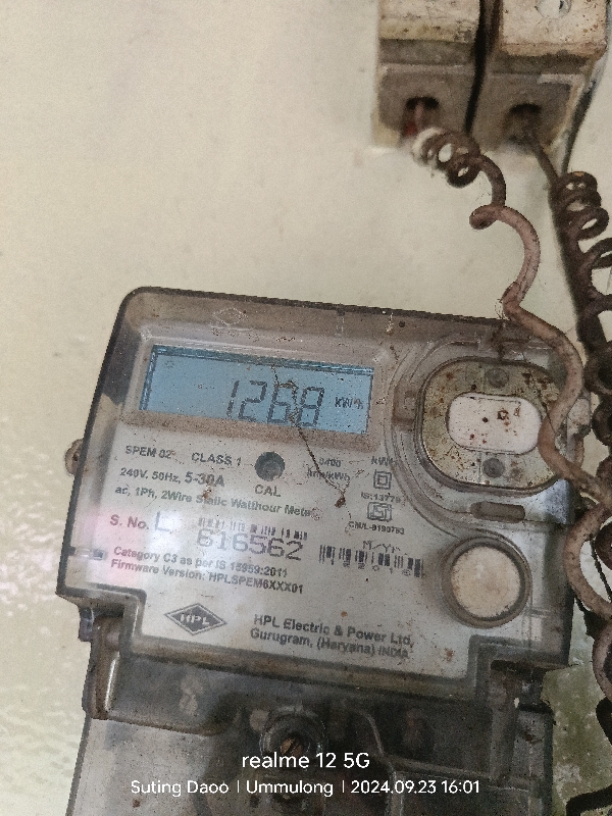 1268 kWh
SPEM 02 CLASS 1
240V, 50Hz, 5-30A CAL
ac, 1Ph, 2Wire Static Watthour Meter
S. No. L
616562
M/Yr.
Category C3 as per IS 15959:2011
Firmware Version: HPLSPEM6XXX01
HPL
HPL Electric & Power Ltd,
Gurugram, (Haryana) INDIA
realme 12 5G
Suting Daoo | Ummulong | 2024.09.23 16:01